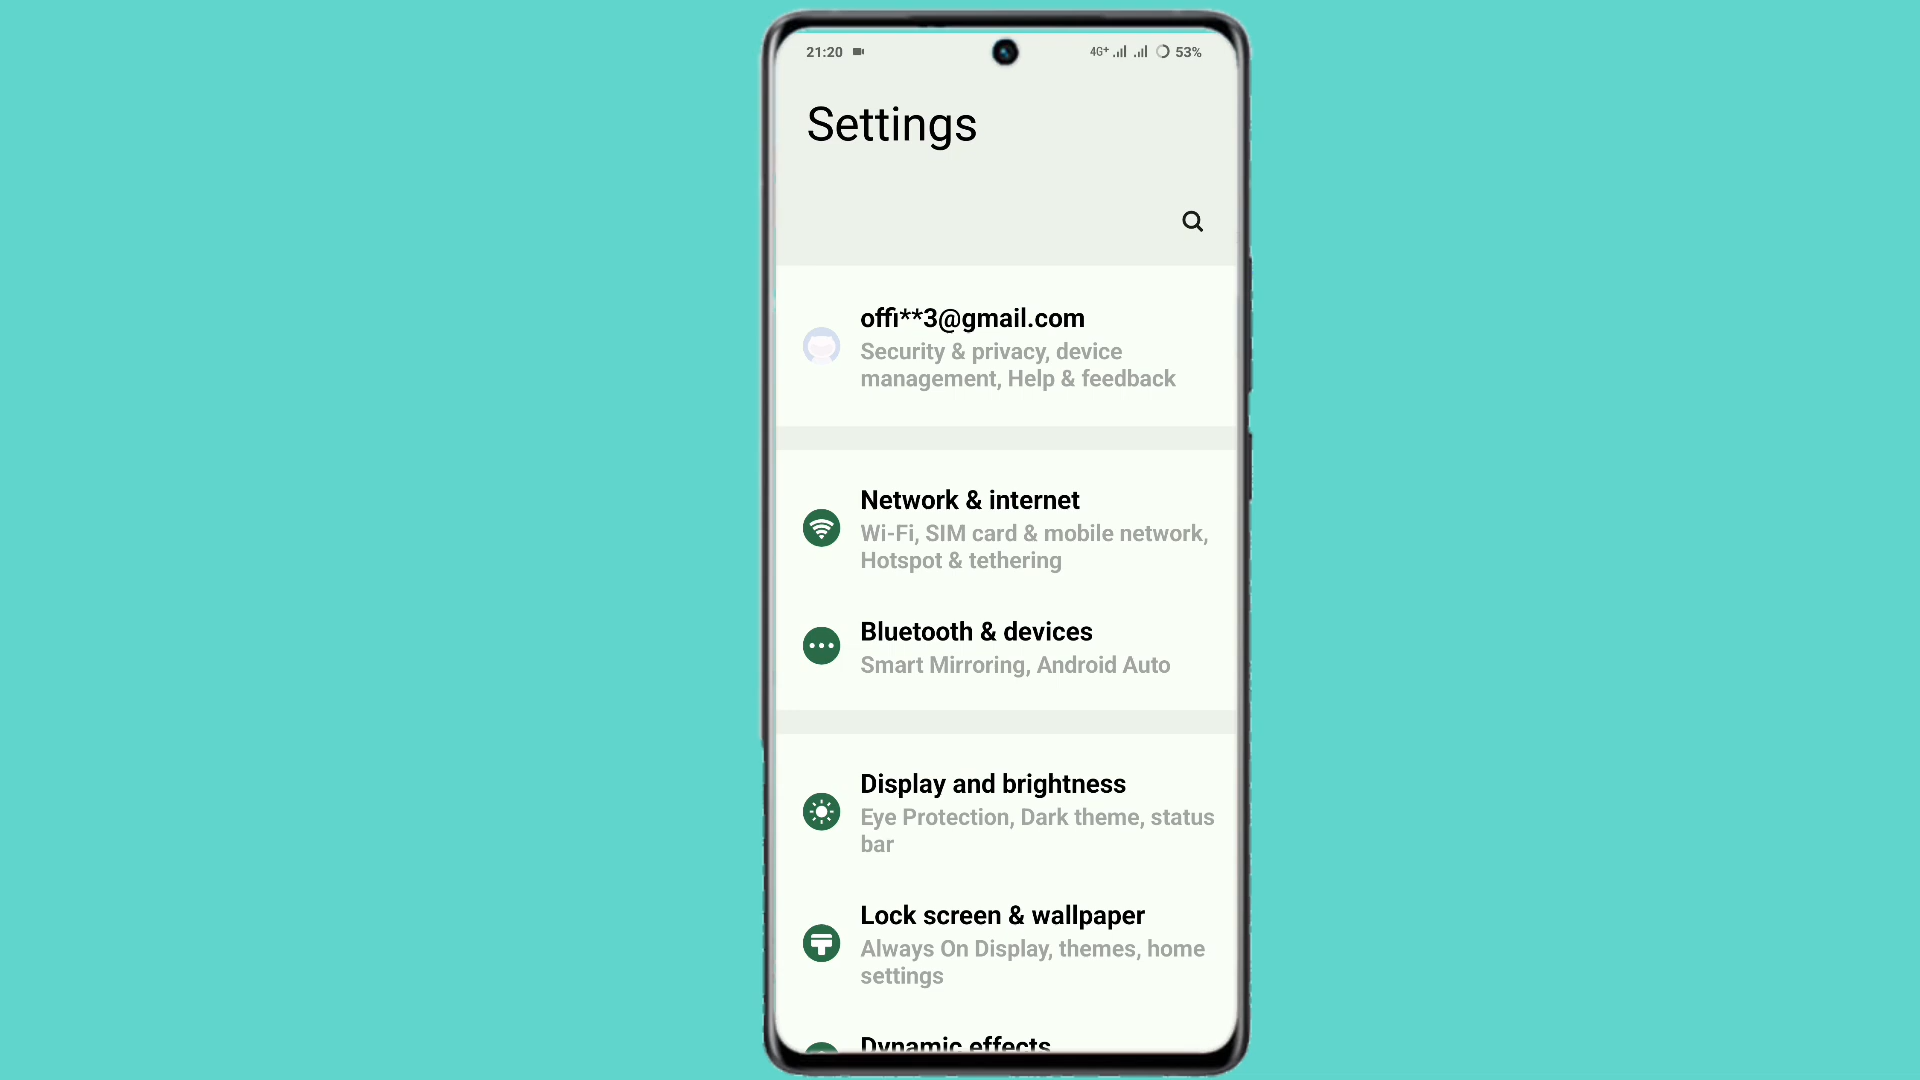 21:20 4G+ 53%
Settings
offi**3@gmail.com
Security & privacy, device
management, Help & feedback
Network & internet
Wi-Fi, SIM card & mobile network,
Hotspot & tethering
Bluetooth & devices
Smart Mirroring, Android Auto
Display and brightness
Eye Protection, Dark theme, status
bar
Lock screen & wallpaper
Always On Display, themes, home
settings
Dynamic effects